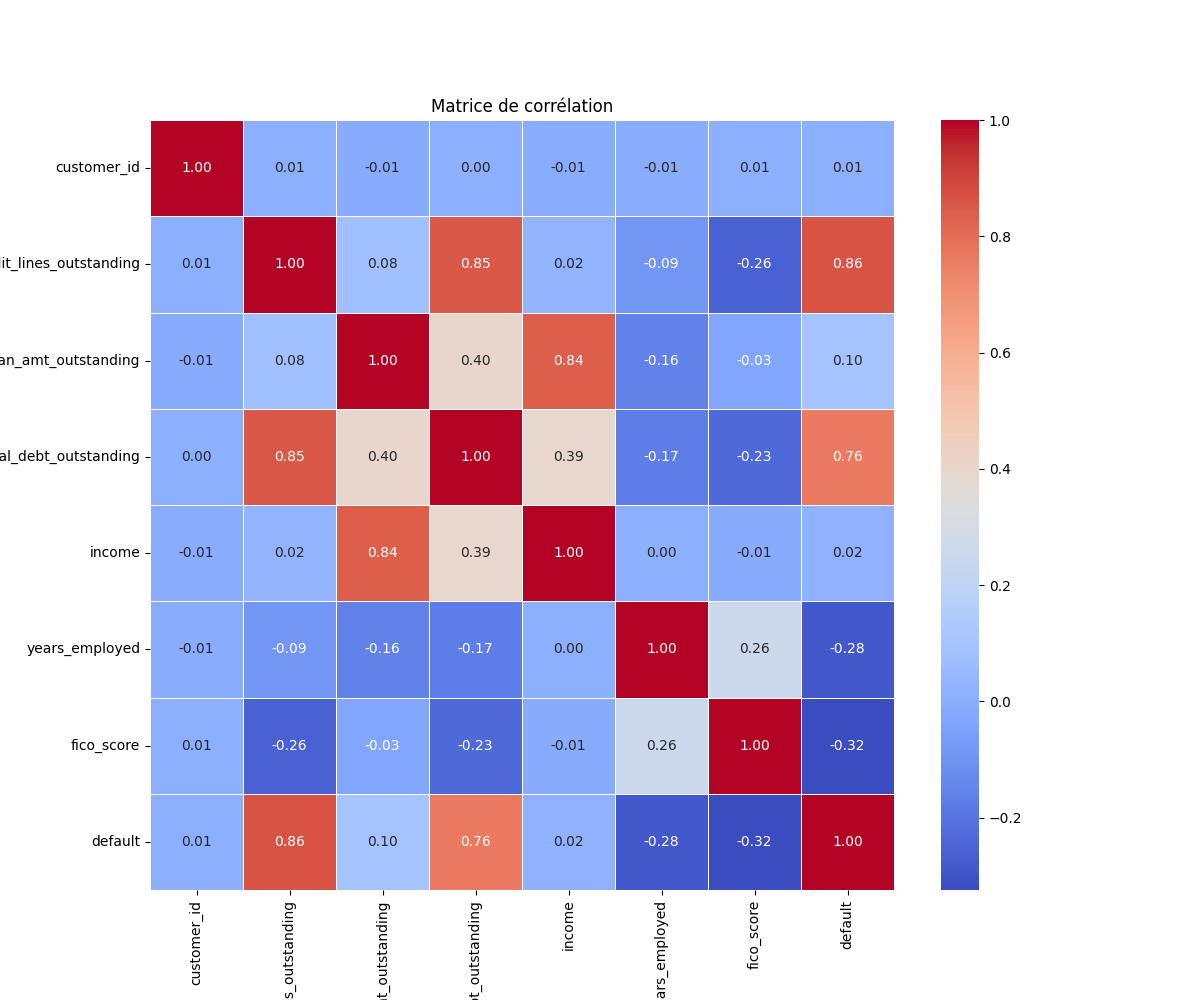 Matrice de corrélation
customer_id 1.00 0.01 -0.01 0.00 -0.01 -0.01 0.01 0.01 1.0
0.8
lit_lines_outstanding 0.01 1.00 0.08 0.85 0.02 -0.09 -0.26 0.86
0.6
an_amt_outstanding -0.01 0.08 1.00 0.40 0.84 -0.16 -0.03 0.10
al_debt_outstanding 0.00 0.85 0.40 1.00 0.39 -0.17 -0.23 0.76
0.4
income -0.01 0.02 0.84 0.39 1.00 0.00 -0.01 0.02
0.2
years_employed -0.01 -0.09 -0.16 -0.17 0.00 1.00 0.26 -0.28
0.0
fico_score 0.01 -0.26 -0.03 -0.23 -0.01 0.26 1.00 -0.32
−0.2
default 0.01 0.86 0.10 0.76 0.02 -0.28 -0.32 1.00
customer_id
s_outstanding
nt_outstanding
bt_outstanding
income
ars_employed
fico_score
default